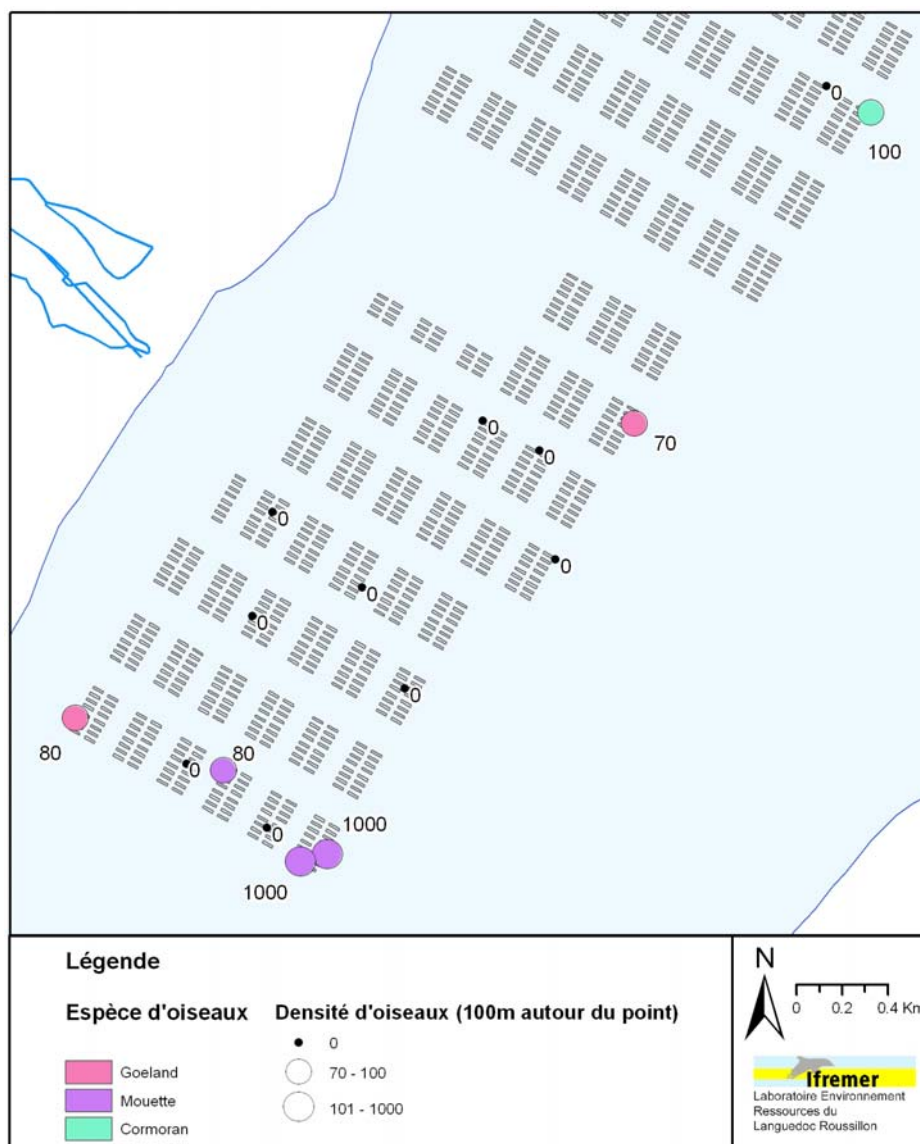 0
100
70
0
0
0
0
0
0
0
80
0
80
0
1000
1000
Légende
Espèce d'oiseaux
Goeland
Mouette
Cormoran
Densité d'oiseaux (100m autour du point)
0
70 - 100
101 - 1000
N
0 0.2 0.4 Km
Ifremer
Laboratoire Environnement
Ressources du
Languedoc Roussillon